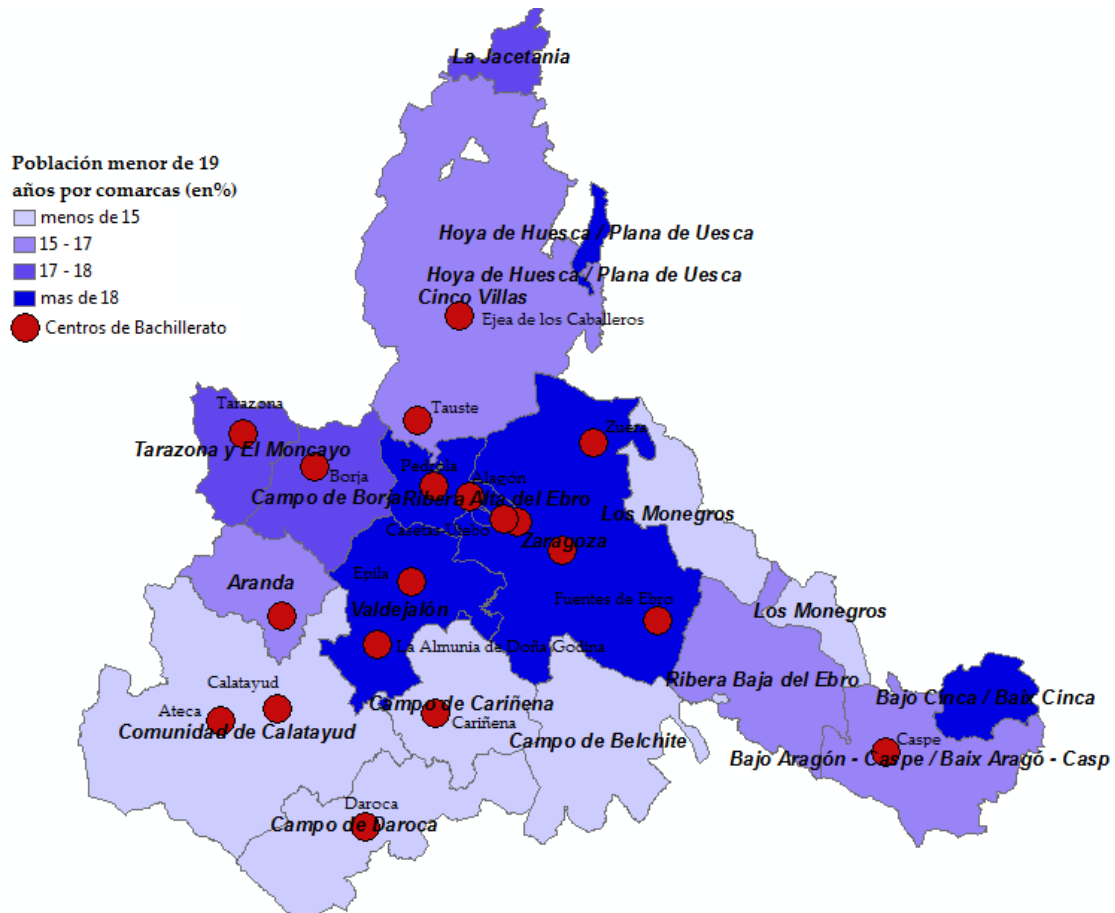 La Jacetania
Población menor de 19
años por comarcas (en%)
menos de 15
15 - 17
17 - 18
mas de 18
Centros de Bachillerato
Hoya de Huesca / Plana de Uesca
Hoya de Huesca / Plana de Uesca
Cinco Villas
Ejea de los Caballeros
Tarazona
Tauste
Zuera
Tarazona y El Moncayo
Borja
Pedrola
Alagón
Campo de Borja
Ribera Alta del Ebro
Los Monegros
Casetas-Utebo
Zaragoza
Aranda
Epila
Valdejalón
Fuentes de Ebro
Los Monegros
La Almunia de Doña Godina
Ribera Baja del Ebro
Calatayud
Bajo Cinca / Baix Cinca
Campo de Cariñena
Ateca
Cariñena
Comunidad de Calatayud
Campo de Belchite
Caspe
Bajo Aragón - Caspe / Baix Aragó - Casp
Daroca
Campo de Daroca